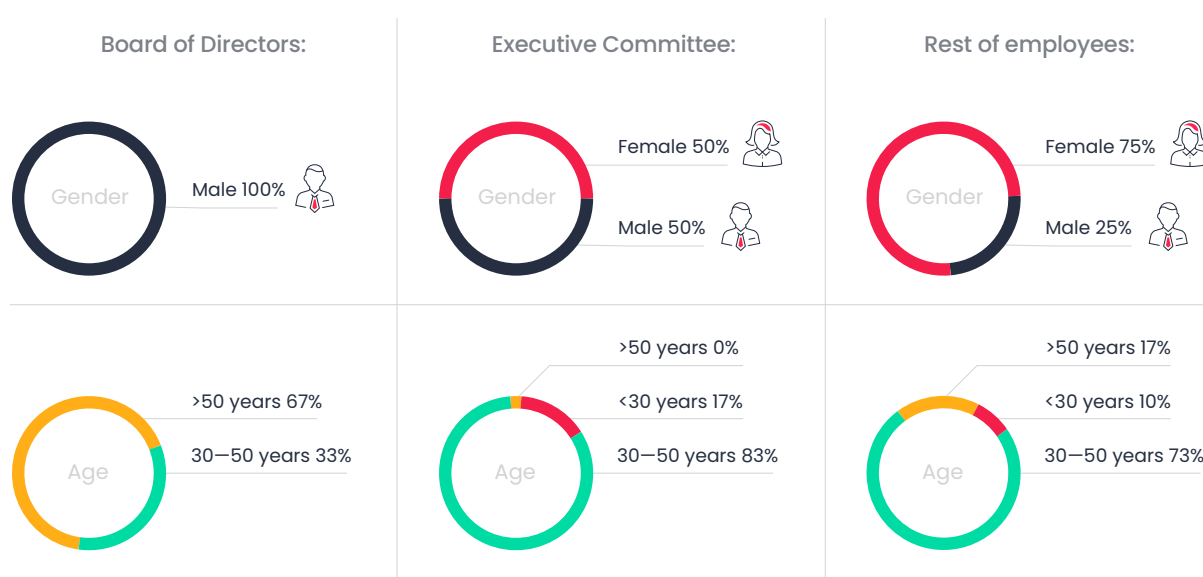 Board of Directors:
Executive Committee:
Rest of employees:
Gender
Male 100%
Gender
Female 50%
Male 50%
Gender
Female 75%
Male 25%
Age
>50 years 67%
30—50 years 33%
Age
>50 years 0%
<30 years 17%
30—50 years 83%
Age
>50 years 17%
<30 years 10%
30—50 years 73%